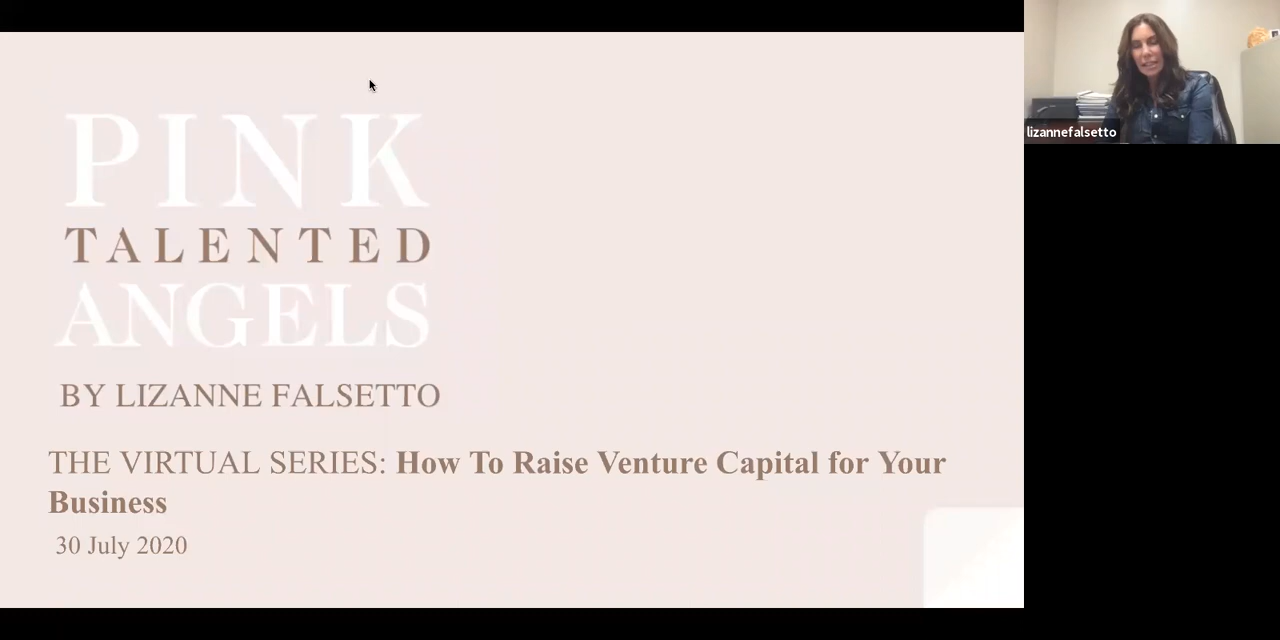 PINK
TALENTED
ANGELS
BY LIZANNE FALSETTO
THE VIRTUAL SERIES: How To Raise Venture Capital for Your
Business
30 July 2020
lizannefalsetto